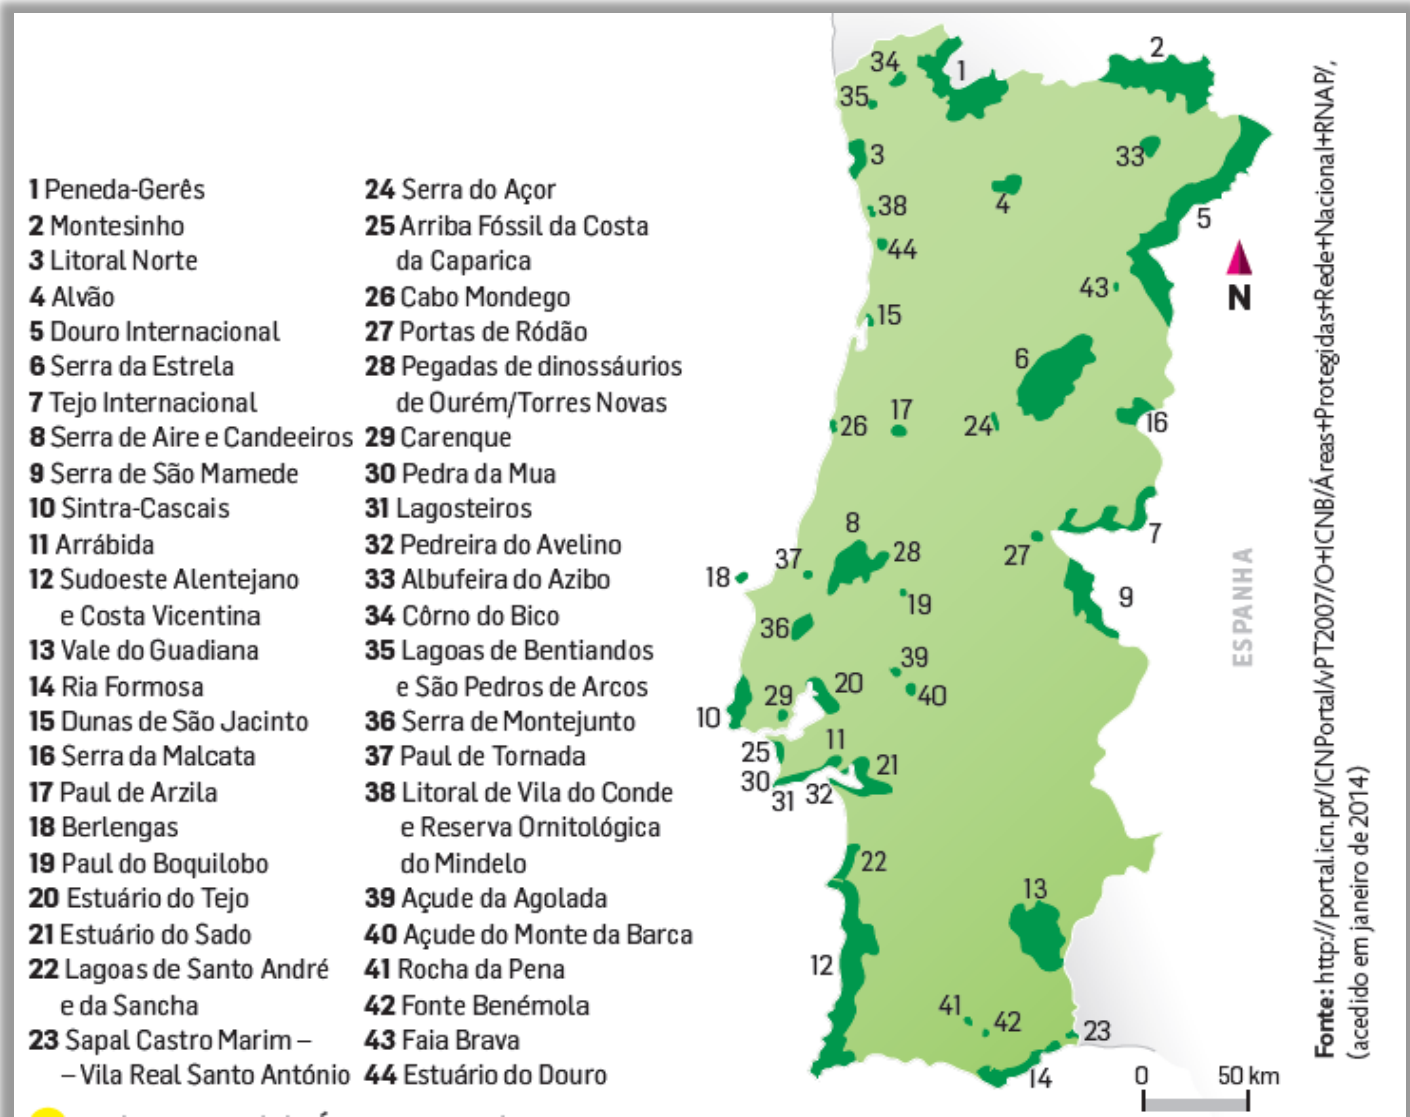 1 Peneda-Gerês
2 Montesinho
3 Litoral Norte
4 Alvão
5 Douro Internacional
6 Serra da Estrela
7 Tejo Internacional
8 Serra de Aire e Candeeiros
9 Serra de São Mamede
10 Sintra-Cascais
11 Arrábida
12 Sudoeste Alentejano
e Costa Vicentina
13 Vale do Guadiana
14 Ria Formosa
15 Dunas de São Jacinto
16 Serra da Malcata
17 Paul de Arzila
18 Berlengas
19 Paul do Boquilobo
20 Estuário do Tejo
21 Estuário do Sado
22 Lagoas de Santo André
e da Sancha
23 Sapal Castro Marim –
– Vila Real Santo António
24 Serra do Açor
25 Arriba Fóssil da Costa
da Caparica
26 Cabo Mondego
27 Portas de Ródão
28 Pegadas de dinossáurios
de Ourém/Torres Novas
29 Carenque
30 Pedra da Mua
31 Lagosteiros
32 Pedreira do Avelino
33 Albufeira do Azibo
34 Côrno do Bico
35 Lagoas de Bentiandos
e São Pedros de Arcos
36 Serra de Montejunto
37 Paul de Tornada
38 Litoral de Vila do Conde
e Reserva Ornitológica
do Mindelo
39 Açude da Agolada
40 Açude do Monte da Barca
41 Rocha da Pena
42 Fonte Benémola
43 Faia Brava
44 Estuário do Douro
2
34
1
35
3
33
4
38
5
44
43
15
N
6
17
26
24
16
8
37
28
27
7
18
19
9
36
39
20
40
29
10
11
25
21
30
31
32
22
13
12
41
42
23
14
ESPANHA
0 50 km
Fonte: http://portal.icn.pt/ICNPortal/vPT2007/O+ICNB/Áreas+Protegidas+Rede+Nacional+RNAP/,
(acedido em janeiro de 2014)